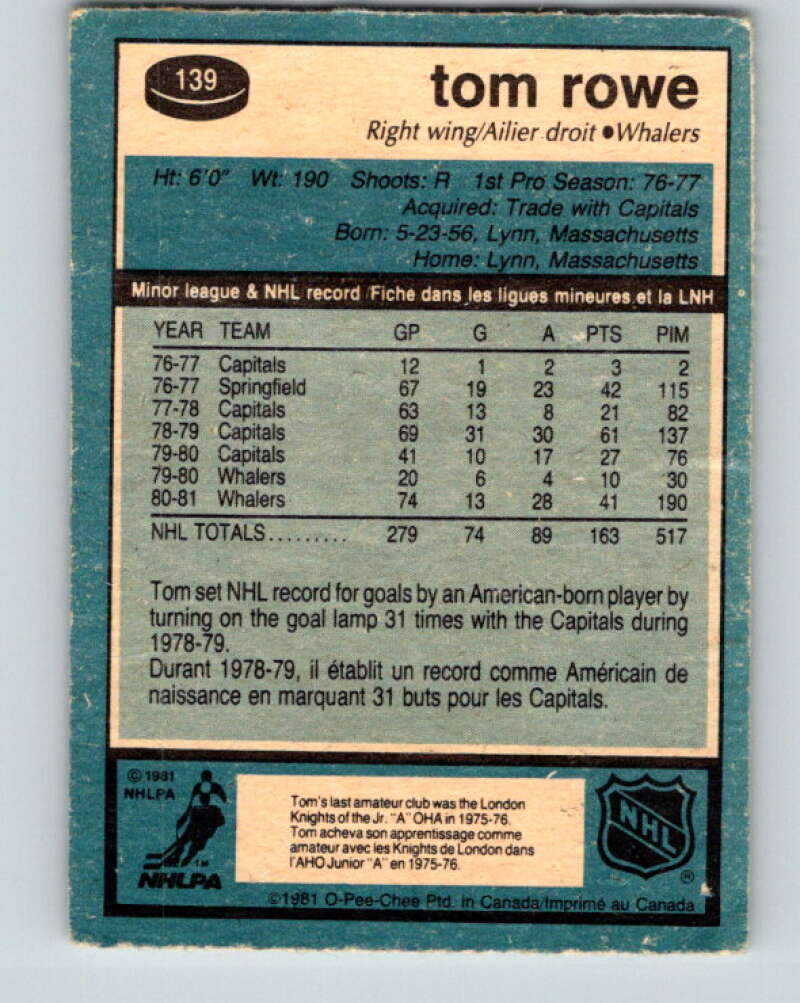 139
tom rowe
Right wing/Ailier droit •Whalers
Ht: 6'0" Wt: 190 Shoots: R 1st Pro Season: 76-77
Acquired: Trade with Capitals
Born: 5-23-56, Lynn, Massachusetts
Home: Lynn, Massachusetts
Minor league & NHL record/Fiche dans les ligues mineures et la LNH
YEAR TEAM GP G A PTS PIM
76-77 Capitals 12 1 2 3 2
76-77 Springfield 67 19 23 42 115
77-78 Capitals 63 13 8 21 82
78-79 Capitals 69 31 30 61 137
79-80 Capitals 41 10 17 27 76
79-80 Whalers 20 6 4 10 30
80-81 Whalers 74 13 28 41 190
NHL TOTALS......... 279 74 89 163 517
Tom set NHL record for goals by an American-born player by
turning on the goal lamp 31 times with the Capitals during
1978-79.
Durant 1978-79, il établit un record comme Américain de
naissance en marquant 31 buts pour les Capitals.
©1981
NHLPA
TM
NHLPA
Tom's last amateur club was the London
Knights of the Jr. "A" OHA in 1975-76.
Tom acheva son apprentissage comme
amateur avec les Knights de London dans
l'AHO Junior "A" en 1975-76.
NHL
®
©1981 O-Pee-Chee Ptd. in Canada/Imprimé au Canada